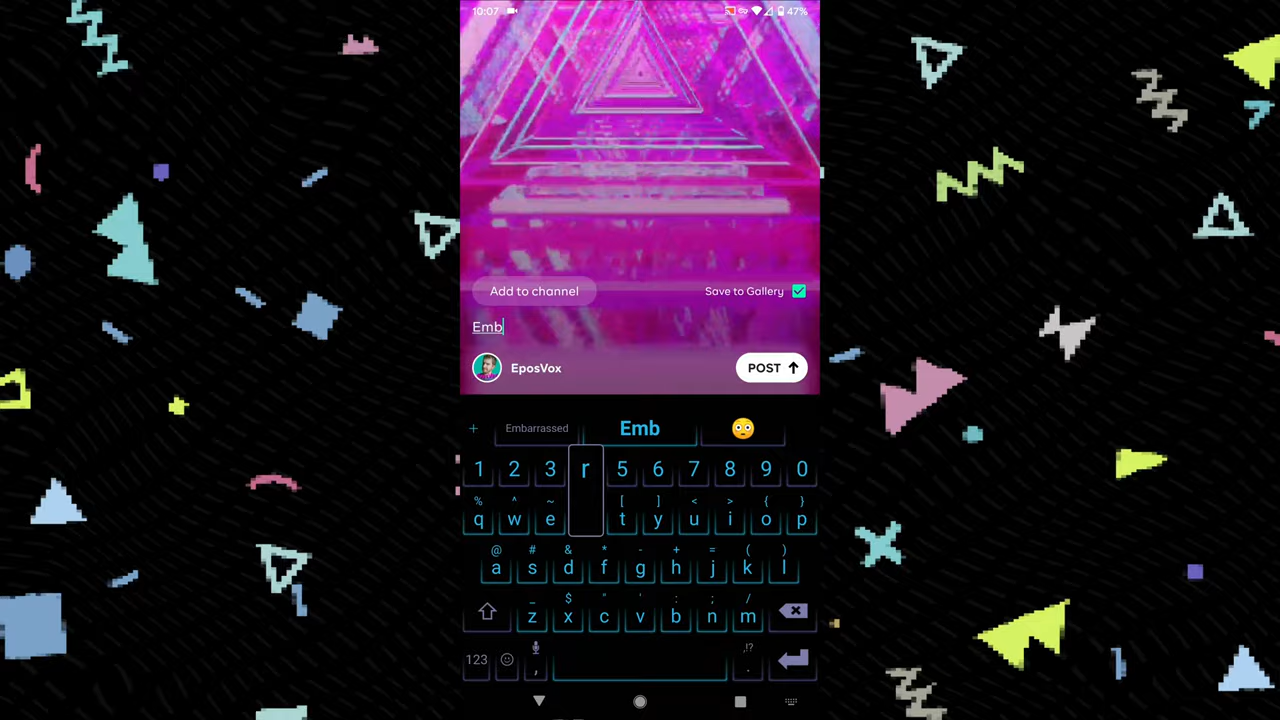 10:07 47%
Add to channel Save to Gallery
Emb
EposVox POST
+ Embarrassed Emb
1 2 3 r 5 6 7 8 9 0
% ^ ~ [ ] < > { }
q w e t y u i o p
@ # & * - + = ( )
a s d f g h j k l
_ $ " ' : ; /
z x c v b n m
123 , ,!? .